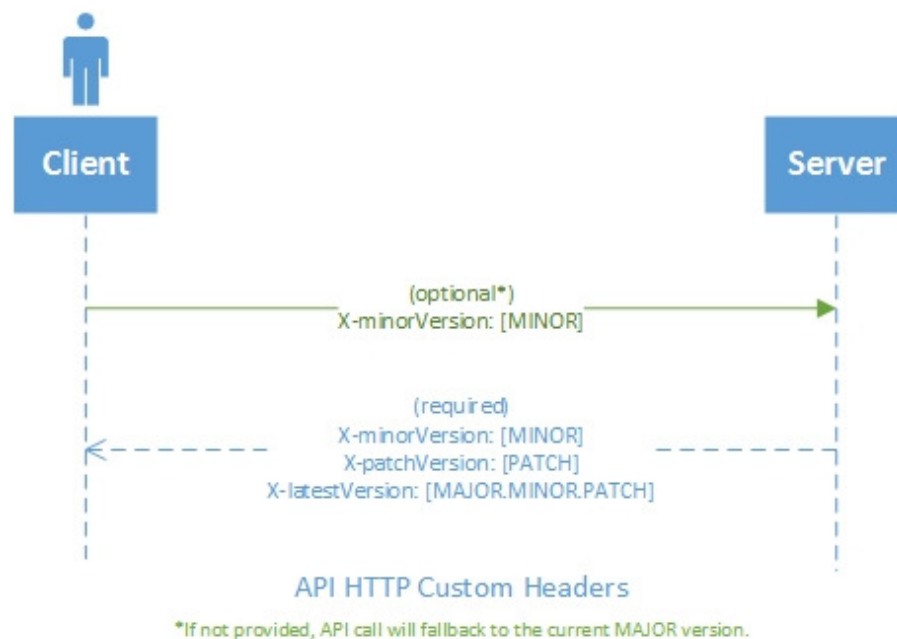 Client
Server
(optional*)
X-minorVersion: [MINOR]
(required)
X-minorVersion: [MINOR]
X-patchVersion: [PATCH]
X-latestVersion: [MAJOR.MINOR.PATCH]
API HTTP Custom Headers
*If not provided, API call will fallback to the current MAJOR version.